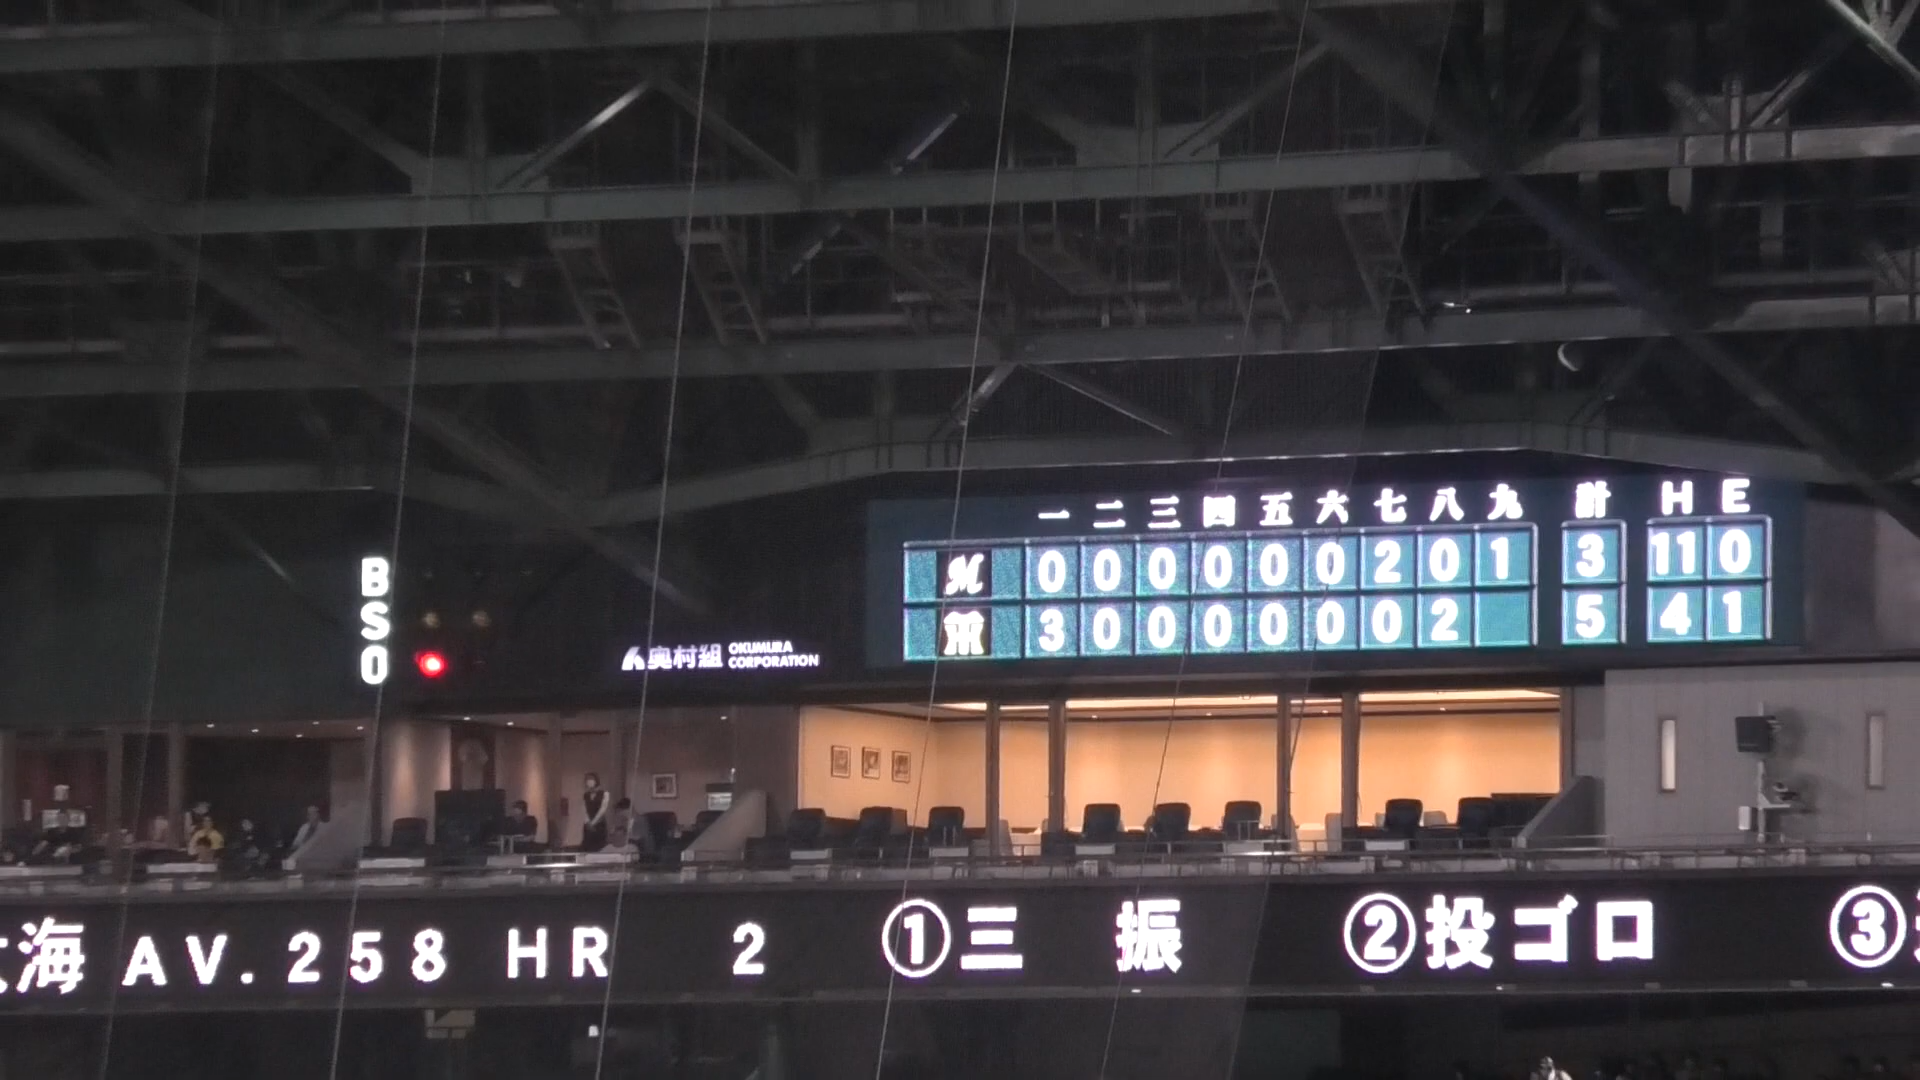 一 二 三 四 五 六 七 八 九 計 H E
M 0 0 0 0 0 0 2 0 1 3 11 0
3 0 0 0 0 0 0 2 5 4 1
B
S
O
奥村組 OKUMURA
CORPORATION
海 AV.258 HR 2 ①三振 ②投ゴロ ③